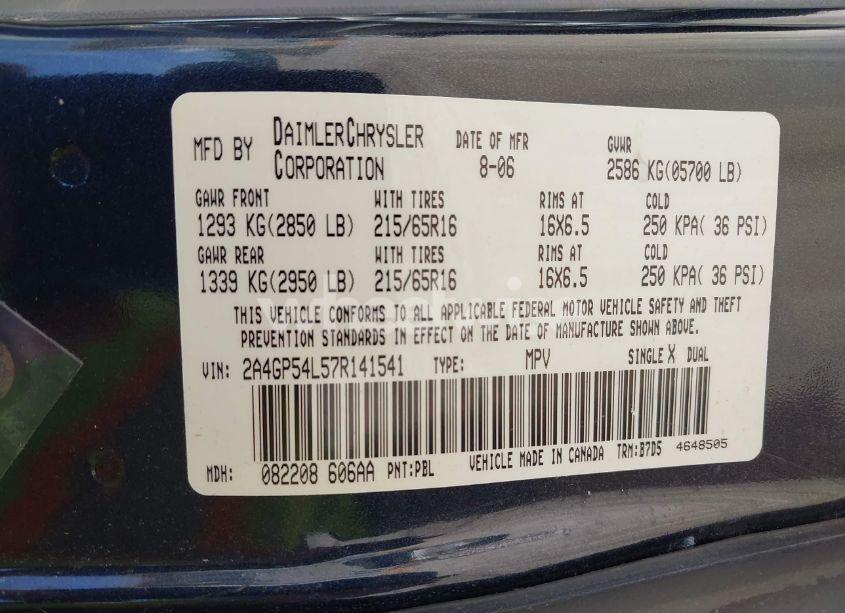 MFD BY DAIMLERCHRYSLER CORPORATION DATE OF MFR 8-06 GVWR 2586 KG(05700 LB)
GAWR FRONT WITH TIRES RIMS AT COLD
1293 KG(2850 LB) 215/65R16 16X6.5 250 KPA( 36 PSI)
GAWR REAR WITH TIRES RIMS AT COLD
1339 KG(2950 LB) 215/65R16 16X6.5 250 KPA( 36 PSI)
THIS VEHICLE CONFORMS TO ALL APPLICABLE FEDERAL MOTOR VEHICLE SAFETY AND THEFT
PREVENTION STANDARDS IN EFFECT ON THE DATE OF MANUFACTURE SHOWN ABOVE.
VIN: 2A4GP54L57R141541 TYPE: MPV SINGLE X DUAL
MDH: 082208 606AA PNT:PBL VEHICLE MADE IN CANADA TRN:B7D5 4648505